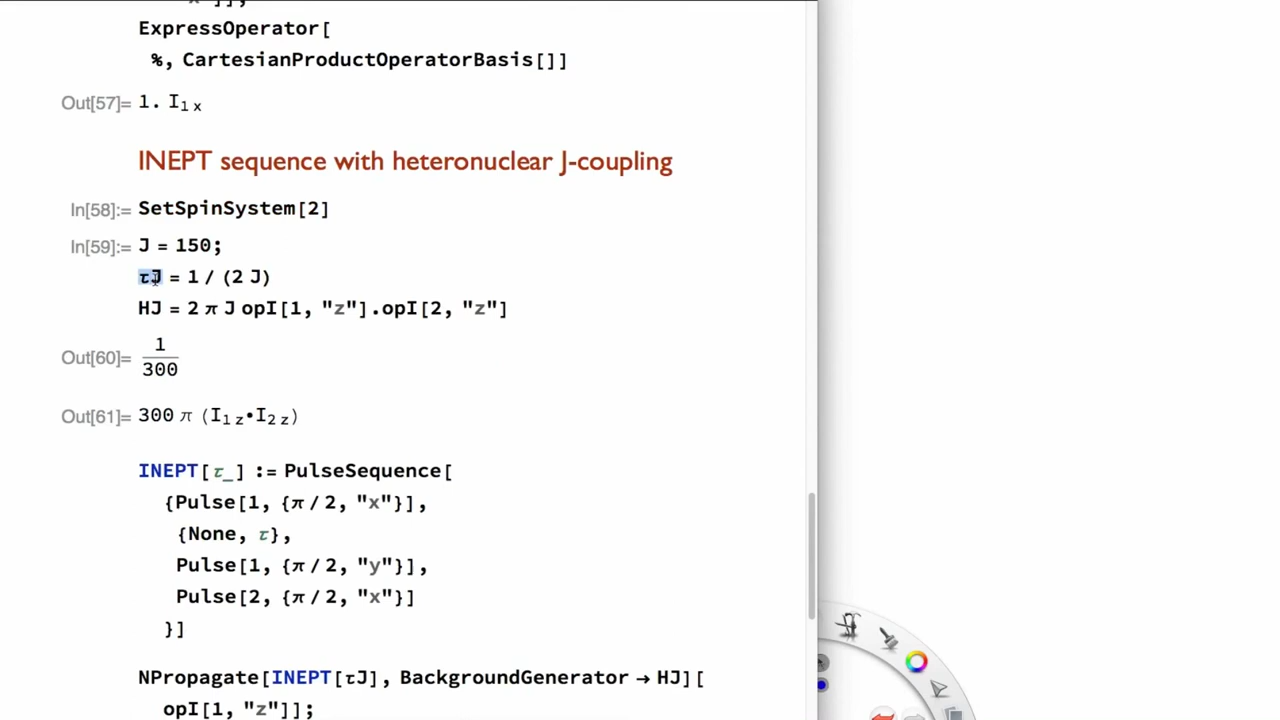 ExpressOperator[
%, CartesianProductOperatorBasis[]]
Out[57]= 1. I1 x
INEPT sequence with heteronuclear J-coupling
In[58]:= SetSpinSystem[2]
In[59]:= J = 150;
τJ = 1 / (2 J)
HJ = 2 π J opI[1, "z"].opI[2, "z"]
Out[60]= 1/300
Out[61]= 300 π (I1 z•I2 z)
INEPT[τ_] := PulseSequence[
{Pulse[1, {π / 2, "x"}],
{None, τ},
Pulse[1, {π / 2, "y"}],
Pulse[2, {π / 2, "x"}]
}]
NPropagate[INEPT[τJ], BackgroundGenerator → HJ][
opI[1, "z"]];